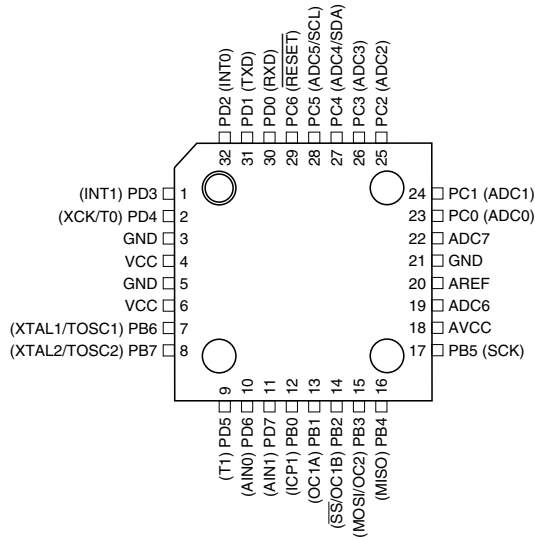 PD2 (INT0)
PD1 (TXD)
PD0 (RXD)
PC6 (RESET)
PC5 (ADC5/SCL)
PC4 (ADC4/SDA)
PC3 (ADC3)
PC2 (ADC2)
32
31
30
29
28
27
26
25
(INT1) PD3 1
(XCK/T0) PD4 2
GND 3
VCC 4
GND 5
VCC 6
(XTAL1/TOSC1) PB6 7
(XTAL2/TOSC2) PB7 8
24 PC1 (ADC1)
23 PC0 (ADC0)
22 ADC7
21 GND
20 AREF
19 ADC6
18 AVCC
17 PB5 (SCK)
9
10
11
12
13
14
15
16
(T1) PD5
(AIN0) PD6
(AIN1) PD7
(ICP1) PB0
(OC1A) PB1
(SS/OC1B) PB2
(MOSI/OC2) PB3
(MISO) PB4